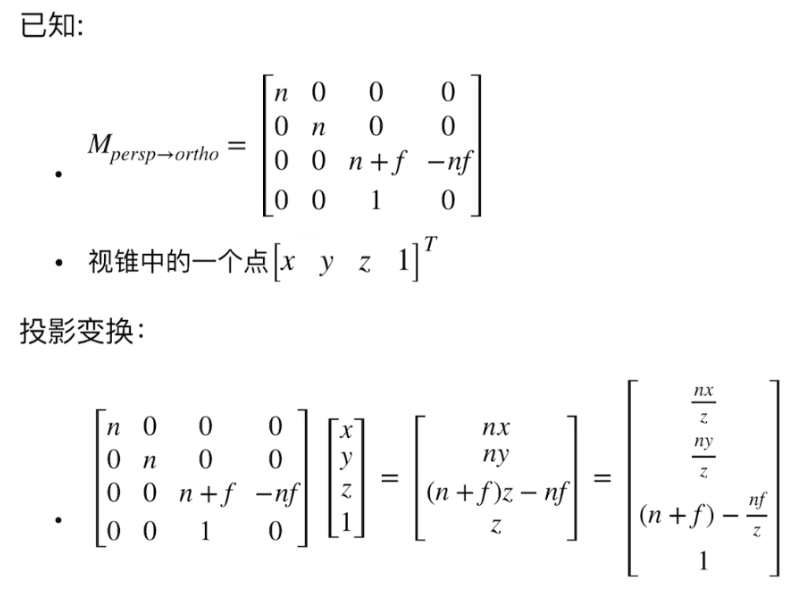 已知:
• $M_{persp \to ortho} = \begin{bmatrix} n & 0 & 0 & 0 \\ 0 & n & 0 & 0 \\ 0 & 0 & n+f & -nf \\ 0 & 0 & 1 & 0 \end{bmatrix}$
• 视锥中的一个点 $\begin{bmatrix} x & y & z & 1 \end{bmatrix}^T$
投影变换：
• $\begin{bmatrix} n & 0 & 0 & 0 \\ 0 & n & 0 & 0 \\ 0 & 0 & n+f & -nf \\ 0 & 0 & 1 & 0 \end{bmatrix} \begin{bmatrix} x \\ y \\ z \\ 1 \end{bmatrix} = \begin{bmatrix} nx \\ ny \\ (n+f)z - nf \\ z \end{bmatrix} = \begin{bmatrix} \frac{nx}{z} \\ \frac{ny}{z} \\ (n+f) - \frac{nf}{z} \\ 1 \end{bmatrix}$